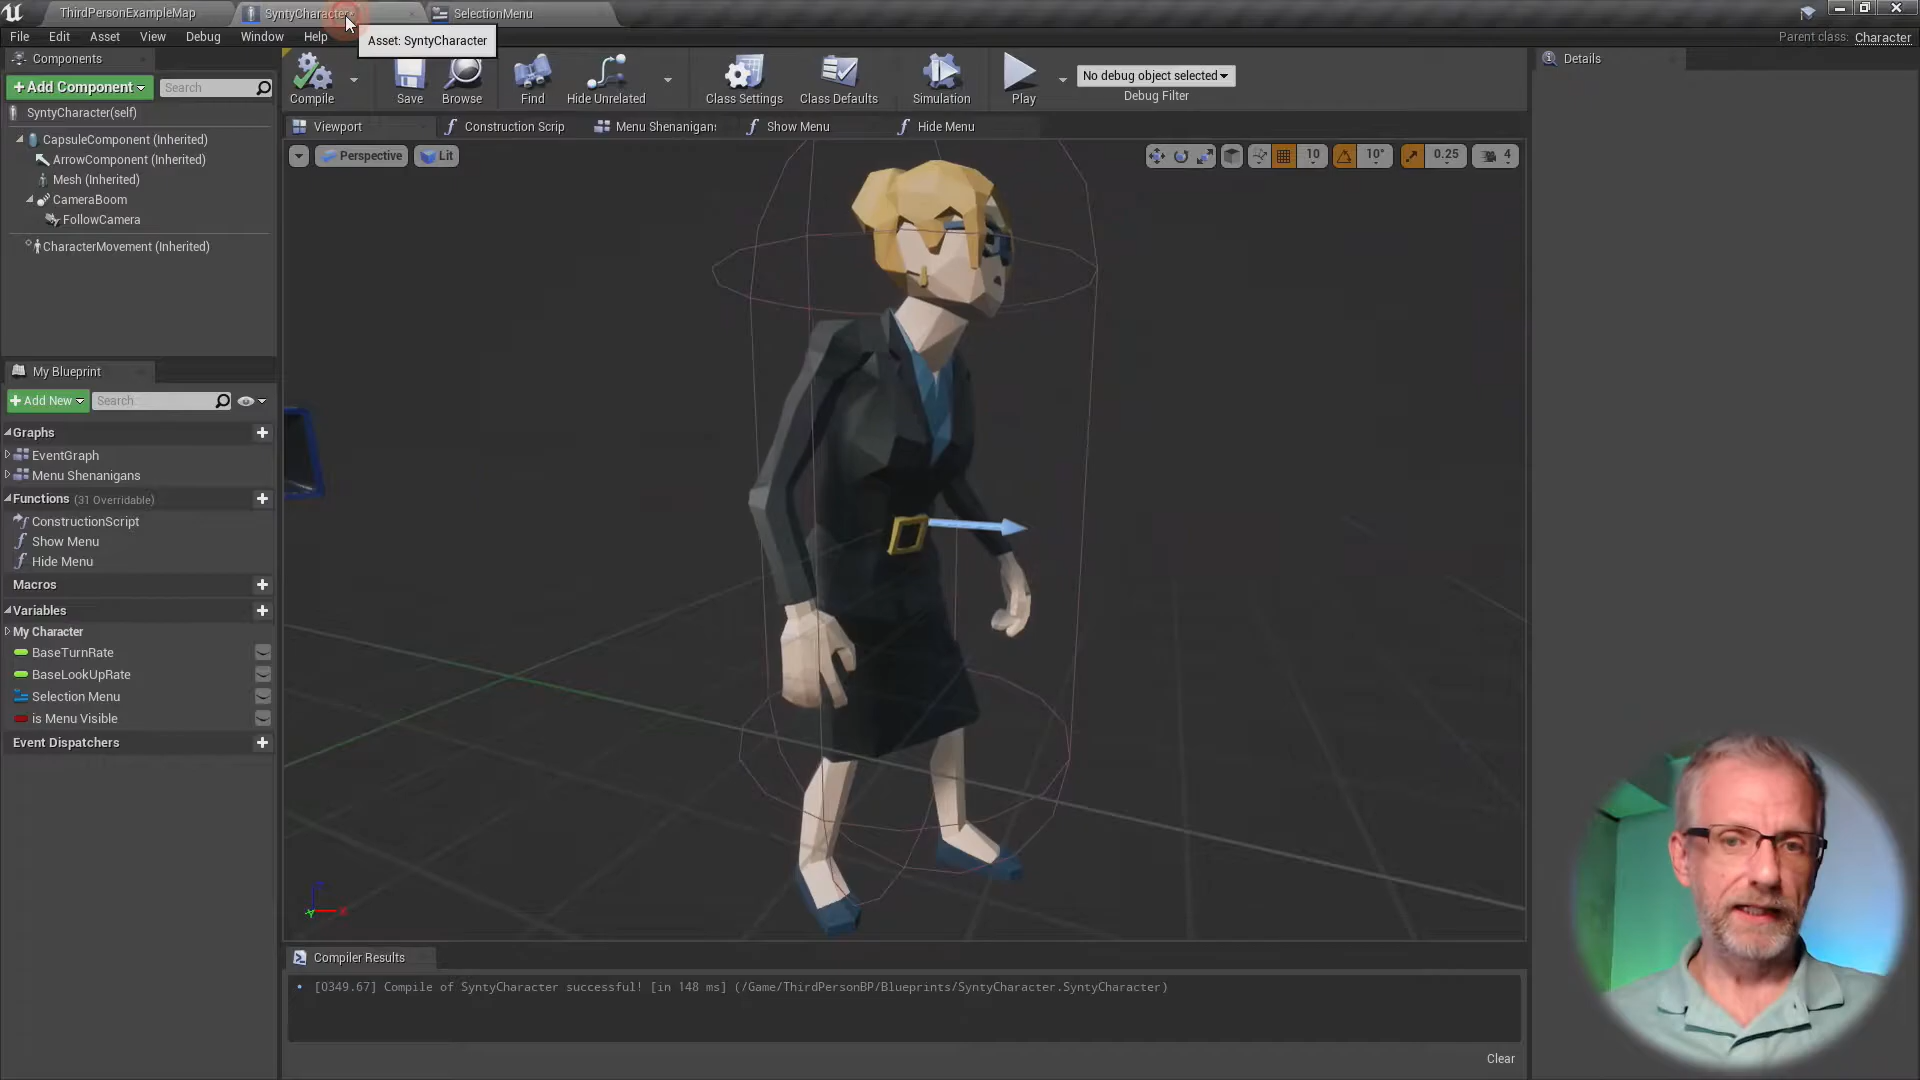 ThirdPersonExampleMap
SyntyCharacter
SelectionMenu
File Edit Asset View Debug Window Help
Parent class: Character
Asset: SyntyCharacter
Components
Add Component
Search
SyntyCharacter(self)
CapsuleComponent (Inherited)
ArrowComponent (Inherited)
Mesh (Inherited)
CameraBoom
FollowCamera
CharacterMovement (Inherited)
Compile
Save
Browse
Find
Hide Unrelated
Class Settings
Class Defaults
Simulation
Play
No debug object selected
Debug Filter
Details
Viewport
Construction Scrip
Menu Shenanigan
Show Menu
Hide Menu
Perspective
Lit
10
10°
0.25
4
My Blueprint
Add New
Search
Graphs
EventGraph
Menu Shenanigans
Functions (31 Overridable)
ConstructionScript
Show Menu
Hide Menu
Macros
Variables
My Character
BaseTurnRate
BaseLookUpRate
Selection Menu
is Menu Visible
Event Dispatchers
Compiler Results
[0349.67] Compile of SyntyCharacter successful! [in 148 ms] (/Game/ThirdPersonBP/Blueprints/SyntyCharacter.SyntyCharacter)
Clear